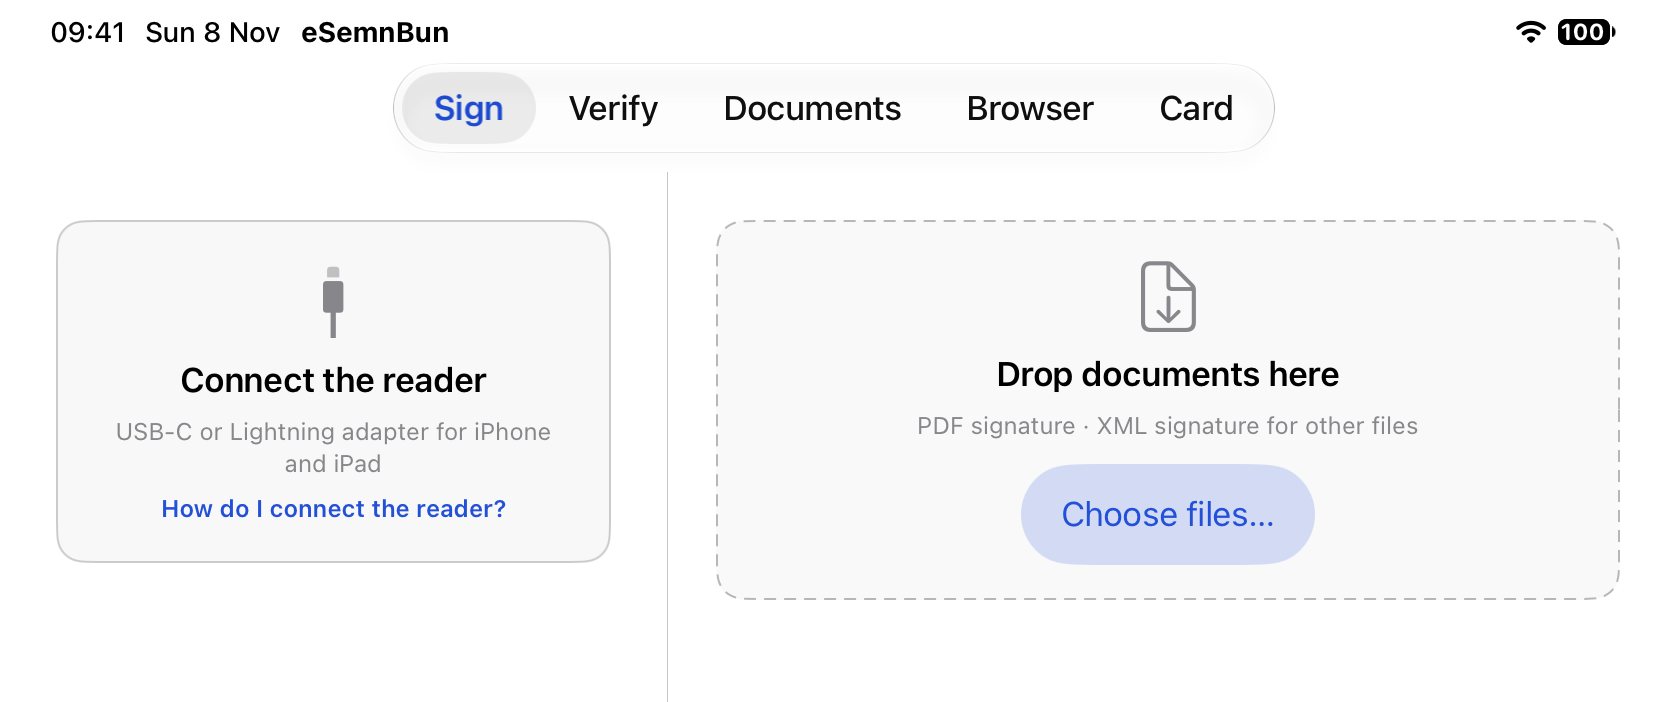 09:41 Sun 8 Nov eSemnBun
100
Sign Verify Documents Browser Card
Connect the reader
USB-C or Lightning adapter for iPhone
and iPad
How do I connect the reader?
Drop documents here
PDF signature · XML signature for other files
Choose files...